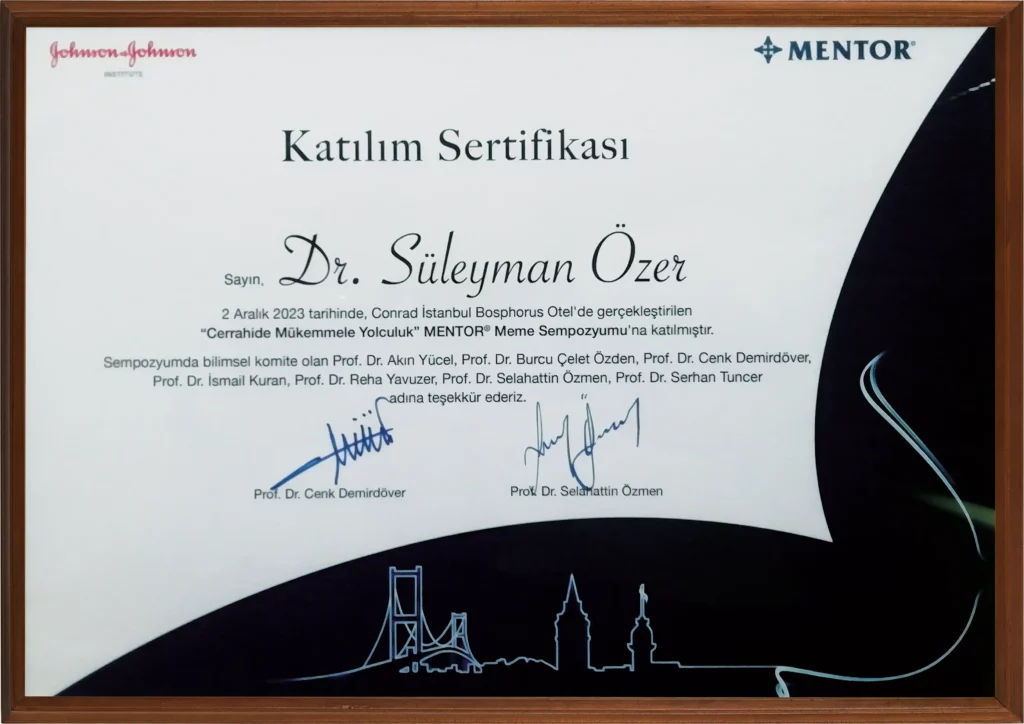 Johnson & Johnson
INSTITUTE
MENTOR®
Katılım Sertifikası
Sayın, Dr. Süleyman Özer
2 Aralık 2023 tarihinde, Conrad İstanbul Bosphorus Otel'de gerçekleştirilen
“Cerrahide Mükemmele Yolculuk” MENTOR® Meme Sempozyumu'na katılmıştır.
Sempozyumda bilimsel komite olan Prof. Dr. Akın Yücel, Prof. Dr. Burcu Çelet Özden, Prof. Dr. Cenk Demirdöver,
Prof. Dr. İsmail Kuran, Prof. Dr. Reha Yavuzer, Prof. Dr. Selahattin Özmen, Prof. Dr. Serhan Tuncer
adına teşekkür ederiz.
Prof. Dr. Cenk Demirdöver
Prof. Dr. Selahattin Özmen